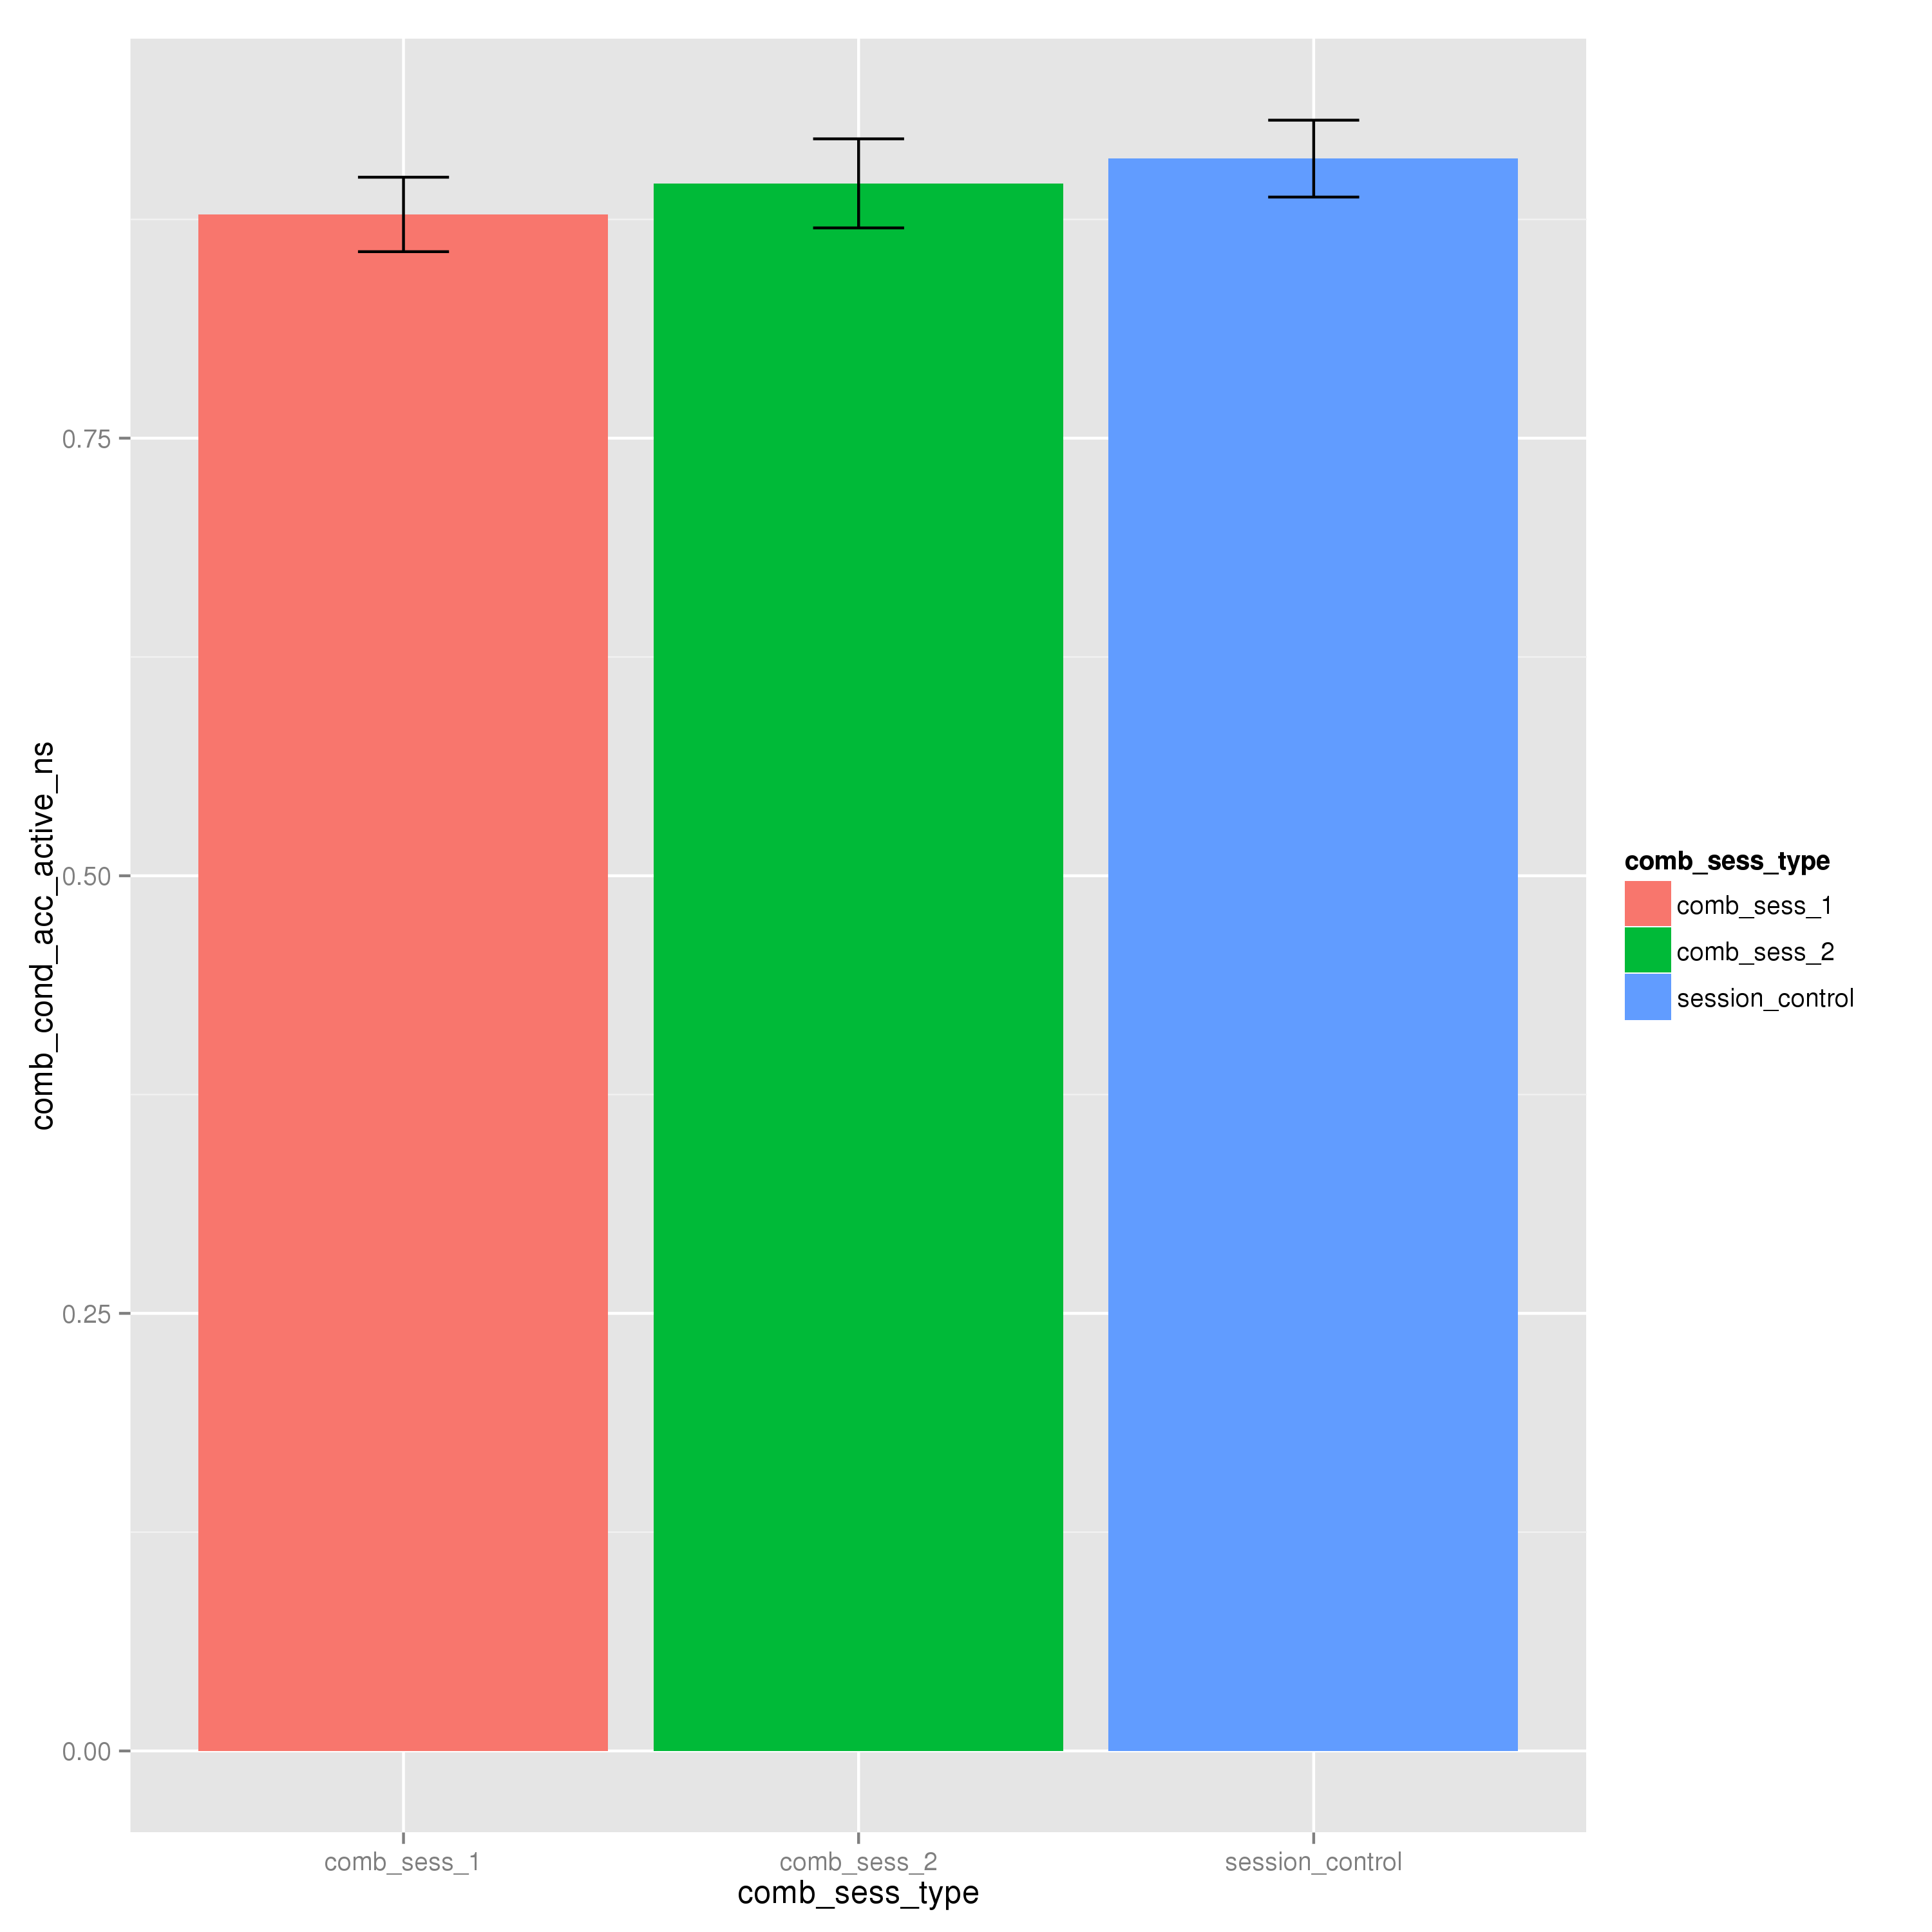 comb_cond_acc_active_ns
0.75
0.50
0.25
0.00
comb_sess_1
comb_sess_2
session_control
comb_sess_type
comb_sess_type
comb_sess_1
comb_sess_2
session_control